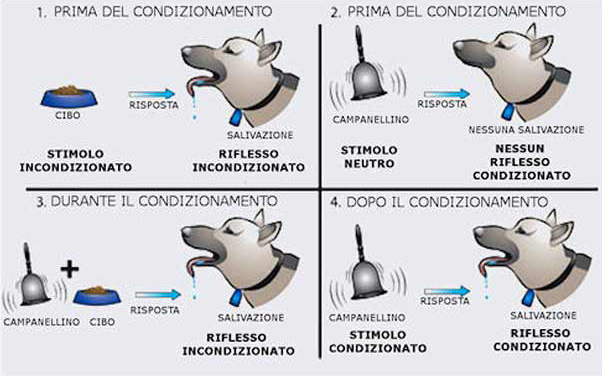 1. PRIMA DEL CONDIZIONAMENTO
CIBO
RISPOSTA
SALIVAZIONE
STIMOLO
INCONDIZIONATO
RIFLESSO
INCONDIZIONATO
2. PRIMA DEL CONDIZIONAMENTO
CAMPANELLINO
RISPOSTA
NESSUNA SALIVAZIONE
STIMOLO
NEUTRO
NESSUN
RIFLESSO
CONDIZIONATO
3. DURANTE IL CONDIZIONAMENTO
+
CAMPANELLINO CIBO
RISPOSTA
SALIVAZIONE
RIFLESSO
INCONDIZIONATO
4. DOPO IL CONDIZIONAMENTO
CAMPANELLINO
RISPOSTA
SALIVAZIONE
STIMOLO
CONDIZIONATO
RIFLESSO
CONDIZIONATO